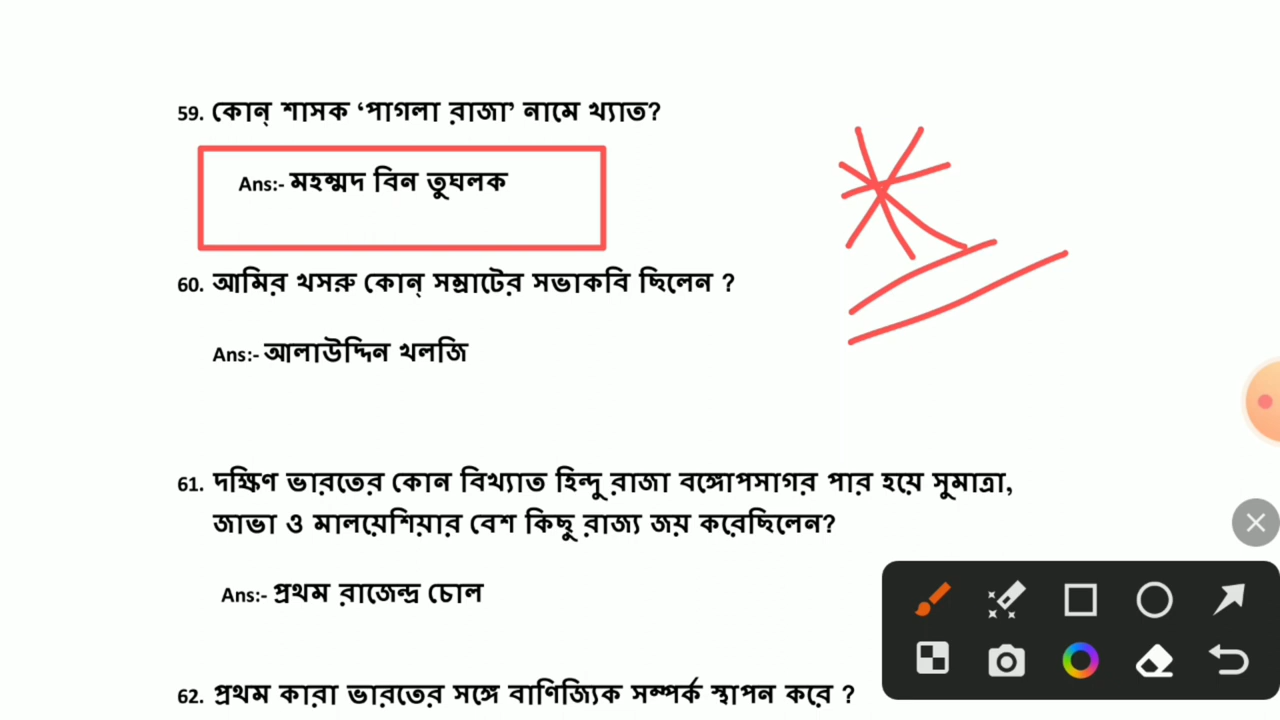 59. কোন্ শাসক ‘পাগলা রাজা’ নামে খ্যাত?
Ans:- মহম্মদ বিন তুঘলক
60. আমির খসরু কোন্ সম্রাটের সভাকবি ছিলেন ?
Ans:- আলাউদ্দিন খলজি
61. দক্ষিণ ভারতের কোন বিখ্যাত হিন্দু রাজা বঙ্গোপসাগর পার হয়ে সুমাত্রা,
জাভা ও মালয়েশিয়ার বেশ কিছু রাজ্য জয় করেছিলেন?
Ans:- প্রথম রাজেন্দ্র চোল
62. প্রথম কারা ভারতের সঙ্গে বাণিজ্যিক সম্পর্ক স্থাপন করে ?